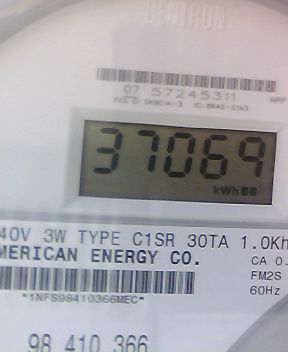 CENTRON
07 57245311
37069
kWh
40V 3W TYPE C1SR 30TA 1.0Kh
MERICAN ENERGY CO.
CA 0.
FM2S
*1NFS98410366MEC*
60Hz
98 410 366